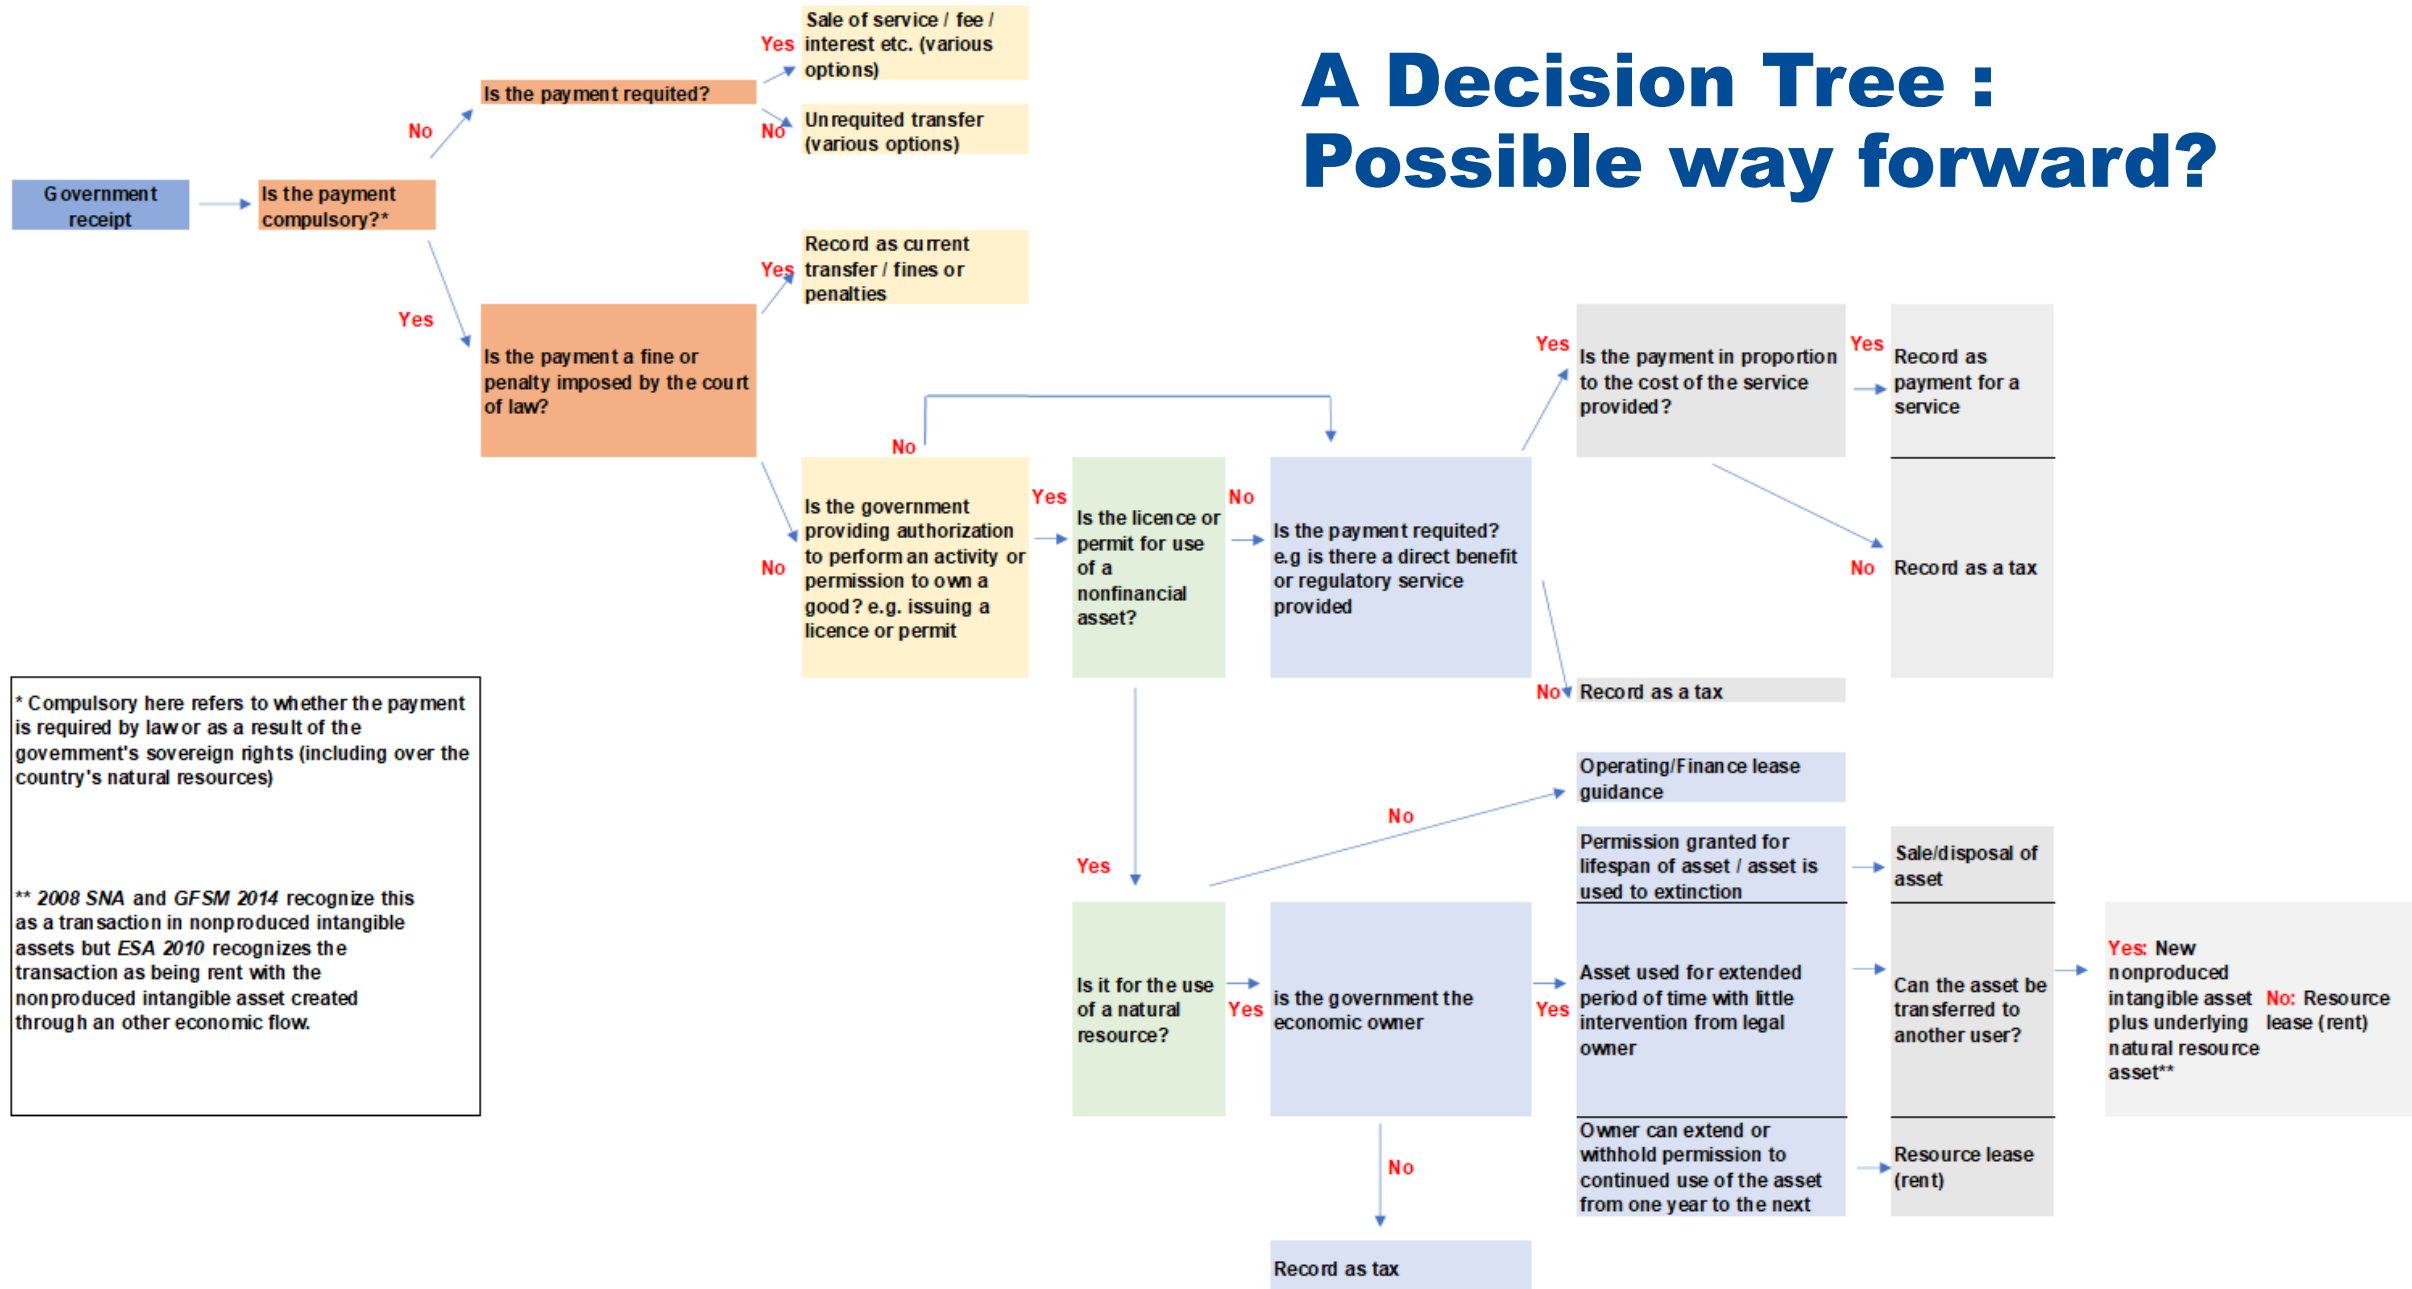 A Decision Tree :
Possible way forward?
Government
receipt
Is the payment
compulsory?*
No
Is the payment requited?
Yes
Sale of service / fee /
interest etc. (various
options)
No
Unrequited transfer
(various options)
Yes
Is the payment a fine or
penalty imposed by the court
of law?
Yes
Record as current
transfer / fines or
penalties
No
Is the government
providing authorization
to perform an activity or
permission to own a
good? e.g. issuing a
licence or permit
No
Yes
Is the licence or
permit for use
of a
nonfinancial
asset?
No
Is the payment requited?
e.g is there a direct benefit
or regulatory service
provided
Yes
Is the payment in proportion
to the cost of the service
provided?
Yes
Record as
payment for a
service
No
Record as a tax
No
Record as a tax
Yes
Is it for the use
of a natural
resource?
No
Operating/Finance lease
guidance
Yes
is the government the
economic owner
No
Record as tax
Yes
Permission granted for
lifespan of asset / asset is
used to extinction
Sale/disposal of
asset
Asset used for extended
period of time with little
intervention from legal
owner
Can the asset be
transferred to
another user?
Yes: New
nonproduced
intangible asset
plus underlying
natural resource
asset**
No: Resource
lease (rent)
Owner can extend or
withhold permission to
continued use of the asset
from one year to the next
Resource lease
(rent)
* Compulsory here refers to whether the payment
is required by law or as a result of the
government's sovereign rights (including over the
country's natural resources)
** 2008 SNA and GFSM 2014 recognize this
as a transaction in nonproduced intangible
assets but ESA 2010 recognizes the
transaction as being rent with the
nonproduced intangible asset created
through an other economic flow.